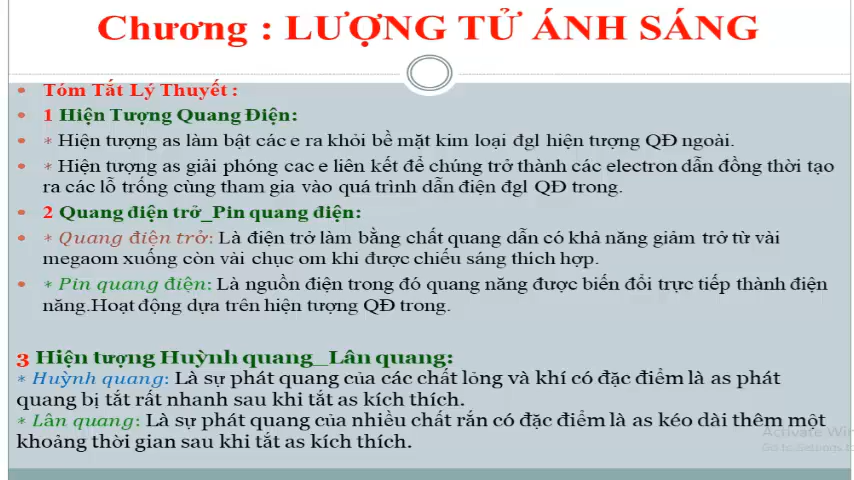 Chương : LƯỢNG TỬ ÁNH SÁNG
Tóm Tắt Lý Thuyết :
1 Hiện Tượng Quang Điện:
* Hiện tượng as làm bật các e ra khỏi bề mặt kim loại đgl hiện tượng QĐ ngoài.
* Hiện tượng as giải phóng cac e liên kết để chúng trở thành các electron dẫn đồng thời tạo
ra các lỗ trống cùng tham gia vào quá trình dẫn điện đgl QĐ trong.
2 Quang điện trở_Pin quang điện:
* Quang điện trở: Là điện trở làm bằng chất quang dẫn có khả năng giảm trở từ vài
megaom xuống còn vài chục om khi được chiếu sáng thích hợp.
* Pin quang điện: Là nguồn điện trong đó quang năng được biến đổi trực tiếp thành điện
năng.Hoạt động dựa trên hiện tượng QĐ trong.
3 Hiện tượng Huỳnh quang_Lân quang:
* Huỳnh quang: Là sự phát quang của các chất lỏng và khí có đặc điểm là as phát
quang bị tắt rất nhanh sau khi tắt as kích thích.
* Lân quang: Là sự phát quang của nhiều chất rắn có đặc điểm là as kéo dài thêm một
khoảng thời gian sau khi tắt as kích thích.
Activate Win
Go to Settings to